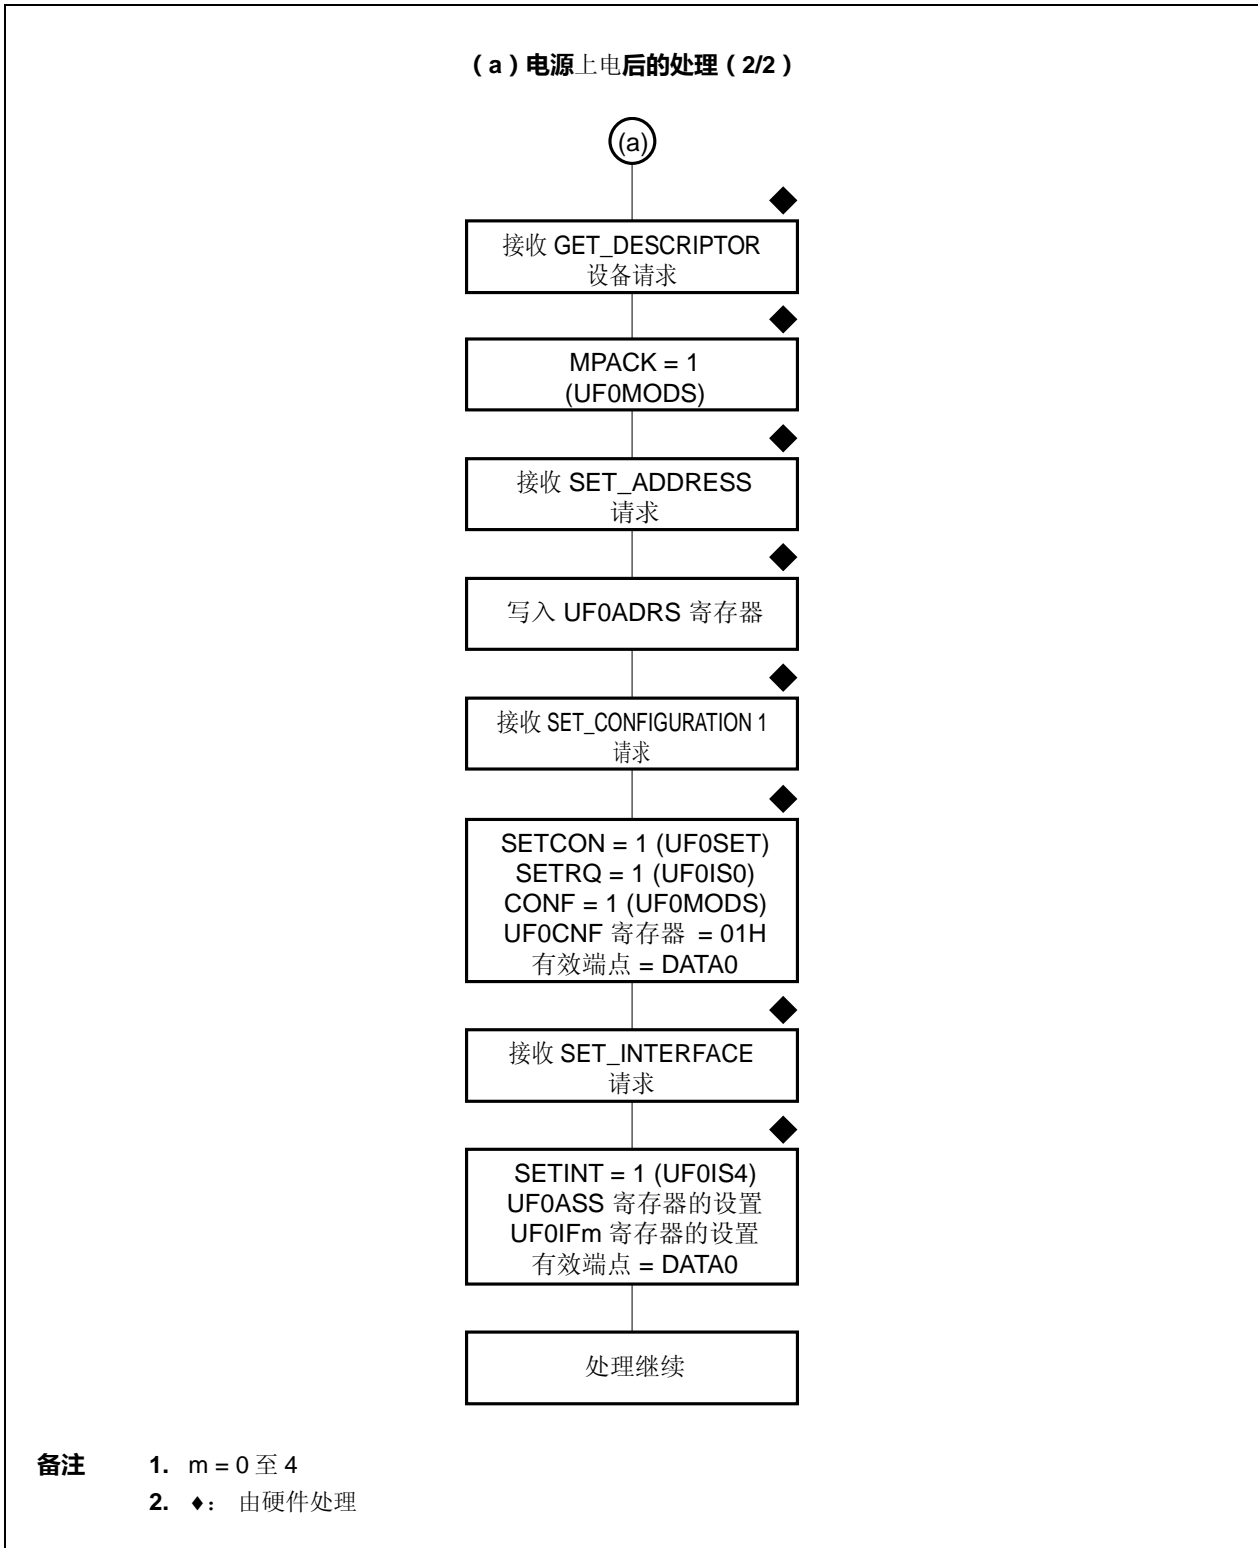 （a）电源上电后的处理（2/2）
(a)
接收 GET_DESCRIPTOR
设备请求
MPACK = 1
(UF0MODS)
接收 SET_ADDRESS
请求
写入 UF0ADRS 寄存器
接收 SET_CONFIGURATION 1
请求
SETCON = 1 (UF0SET)
SETRQ = 1 (UF0IS0)
CONF = 1 (UF0MODS)
UF0CNF 寄存器 = 01H
有效端点 = DATA0
接收 SET_INTERFACE
请求
SETINT = 1 (UF0IS4)
UF0ASS 寄存器的设置
UF0IFm 寄存器的设置
有效端点 = DATA0
处理继续
备注 1. m = 0 至 4
2. ♦： 由硬件处理